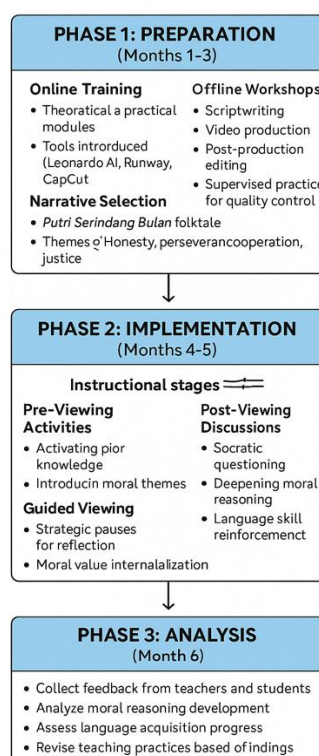 PHASE 1: PREPARATION
(Months 1-3)
Online Training
• Theoratical a practical
modules
• Tools introrduced
(Leonardo AI, Runway,
CapCut
Narrative Selection
• Putri Serindang Bulan folktale
• Themes o' Honesty, perseverancooperation,
justice
Offline Workshops
• Scriptwriting
• Video production
• Post-production
editing
• Supervised practice
for quality control
PHASE 2: IMPLEMENTATION
(Months 4-5)
Instructional stages
Pre-Viewing
Activities
• Activating pior
knowledge
• Introducin moral themes
Guided Viewing
• Strategic pauses
for reflection
• Moral value internalalization
Post-Viewing
Discussions
• Socratic
questioning
• Deepening moral
reasoning
• Language skill
reinforcemenct
PHASE 3: ANALYSIS
(Month 6)
• Collect feedback from teachers and students
• Analyze moral reasoning development
• Assess language acquisition progress
• Revise teaching practices based of indings